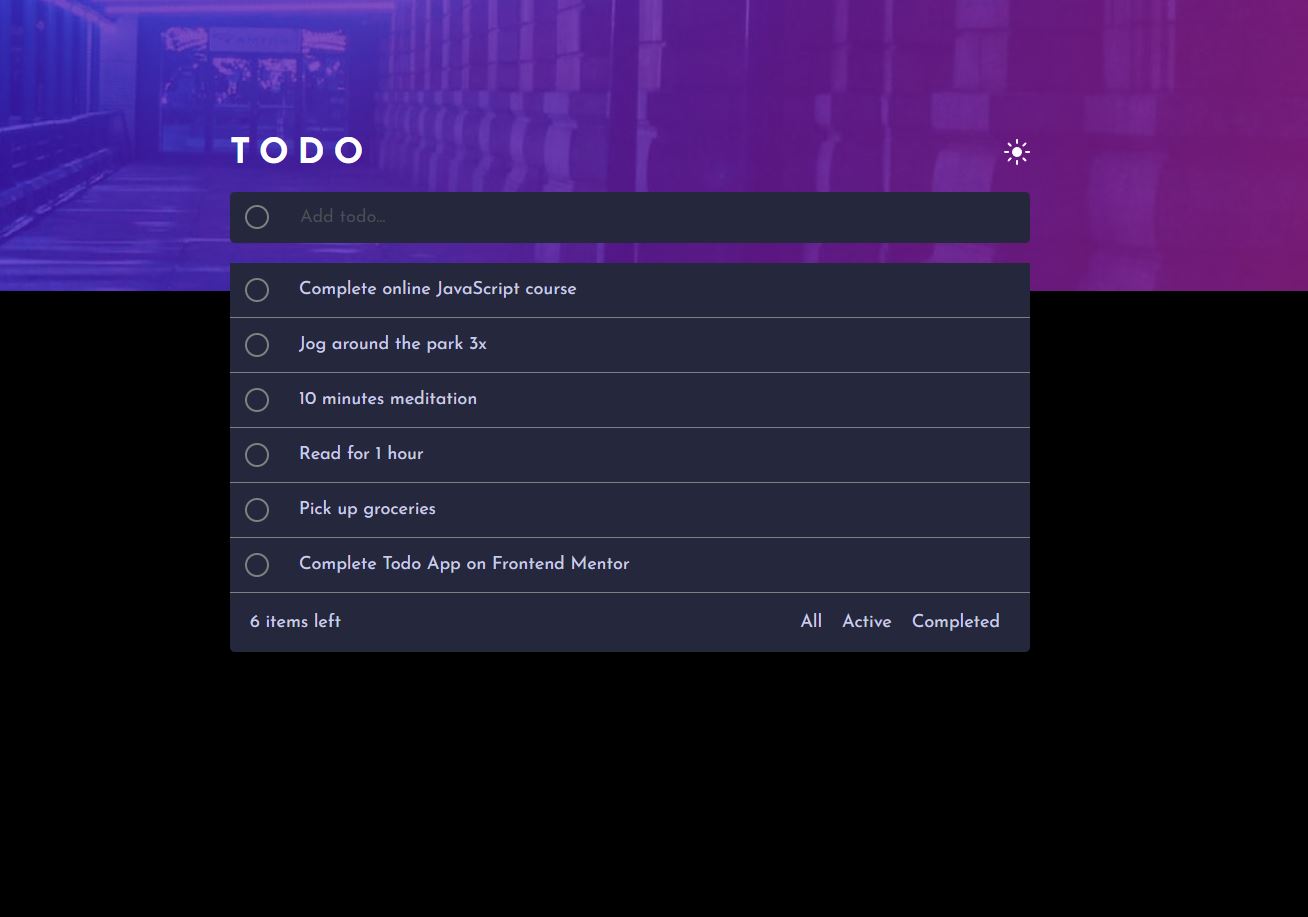 TODO
Add todo...
Complete online JavaScript course
Jog around the park 3x
10 minutes meditation
Read for 1 hour
Pick up groceries
Complete Todo App on Frontend Mentor
6 items left All Active Completed